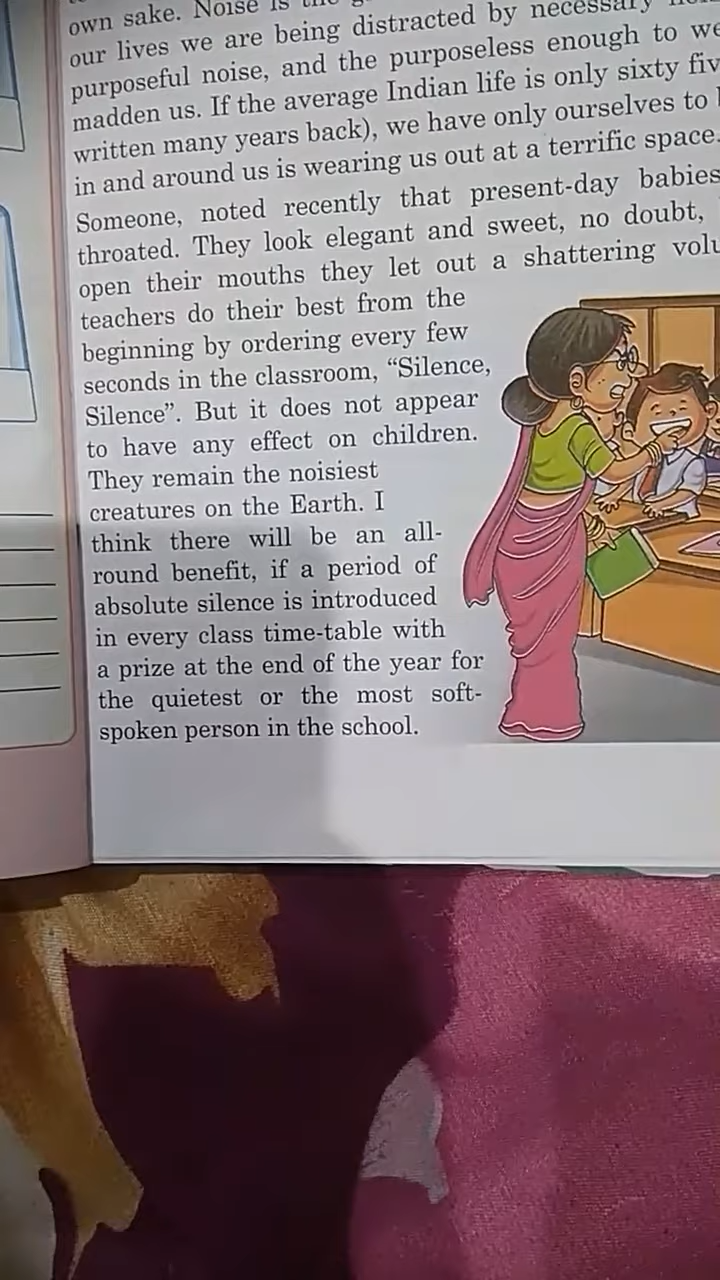 own sake. Noise is the
our lives we are being distracted by necessary
purposeful noise, and the purposeless enough to
madden us. If the average Indian life is only sixty
written many years back), we have only ourselves to
in and around us is wearing us out at a terrific space.
Someone, noted recently that present-day babies
throated. They look elegant and sweet, no doubt,
open their mouths they let out a shattering
teachers do their best from the
beginning by ordering every few
seconds in the classroom, “Silence,
Silence”. But it does not appear
to have any effect on children.
They remain the noisiest
creatures on the Earth. I
think there will be an all-
round benefit, if a period of
absolute silence is introduced
in every class time-table with
a prize at the end of the year for
the quietest or the most soft-
spoken person in the school.